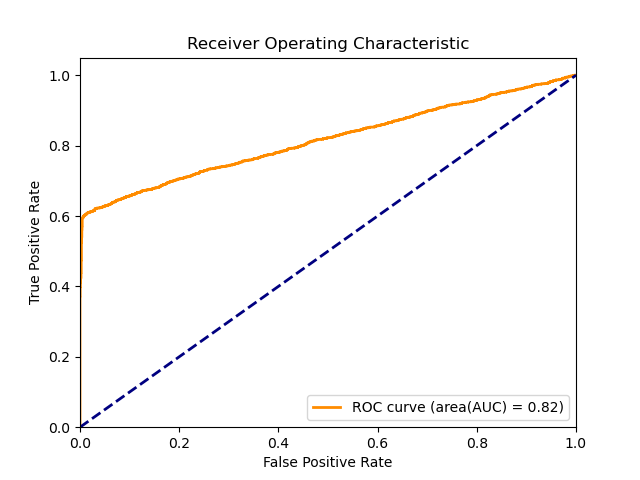 Receiver Operating Characteristic
True Positive Rate
1.0
0.8
0.6
0.4
0.2
0.0
ROC curve (area(AUC) = 0.82)
0.0 0.2 0.4 0.6 0.8 1.0
False Positive Rate